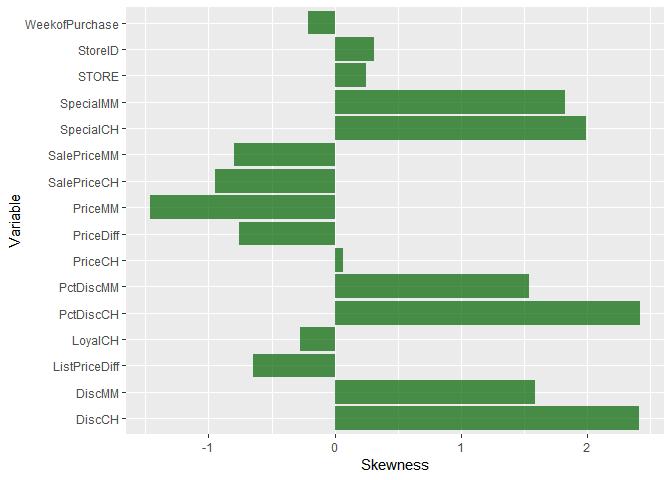 WeekofPurchase
StoreID
STORE
SpecialMM
SpecialCH
SalePriceMM
SalePriceCH
PriceMM
PriceDiff
PriceCH
PctDiscMM
PctDiscCH
LoyalCH
ListPriceDiff
DiscMM
DiscCH
Variable
-1 0 1 2
Skewness